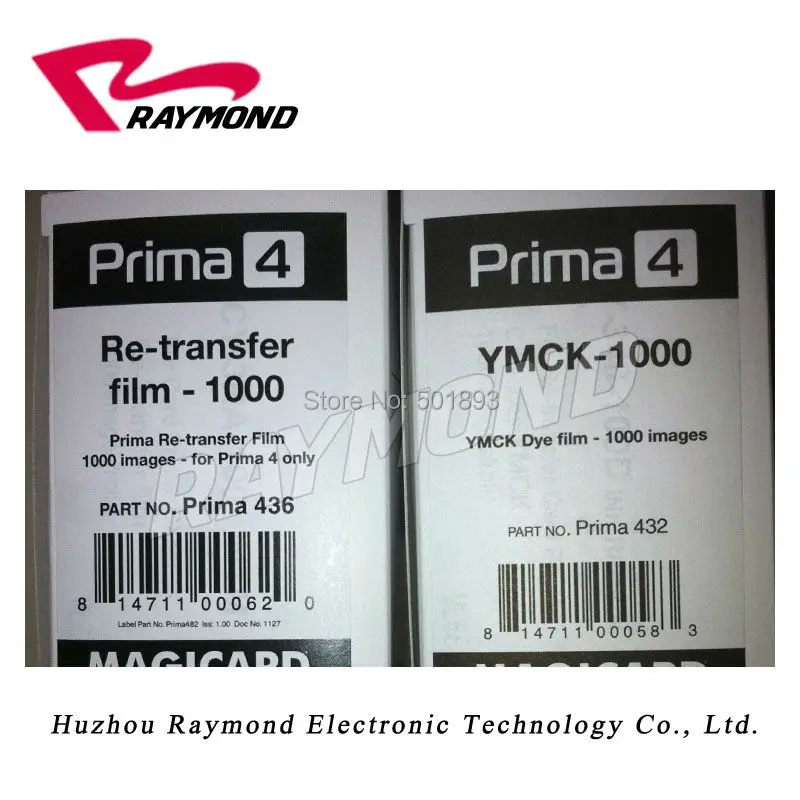 RAYMOND
Prima 4
Re-transfer
film - 1000
Prima Re-transfer Film
1000 images - for Prima 4 only
PART NO. Prima 436
8 14711 00062 0
Label Part No. Prima482 Iss: 1.00 Doc No. 1127
MAGICARD
Prima 4
YMCK-1000
YMCK Dye film - 1000 images
PART NO. Prima 432
8 14711 00058 3
MAGICARD
Store No: 501893
RAYMOND
Huzhou Raymond Electronic Technology Co., Ltd.